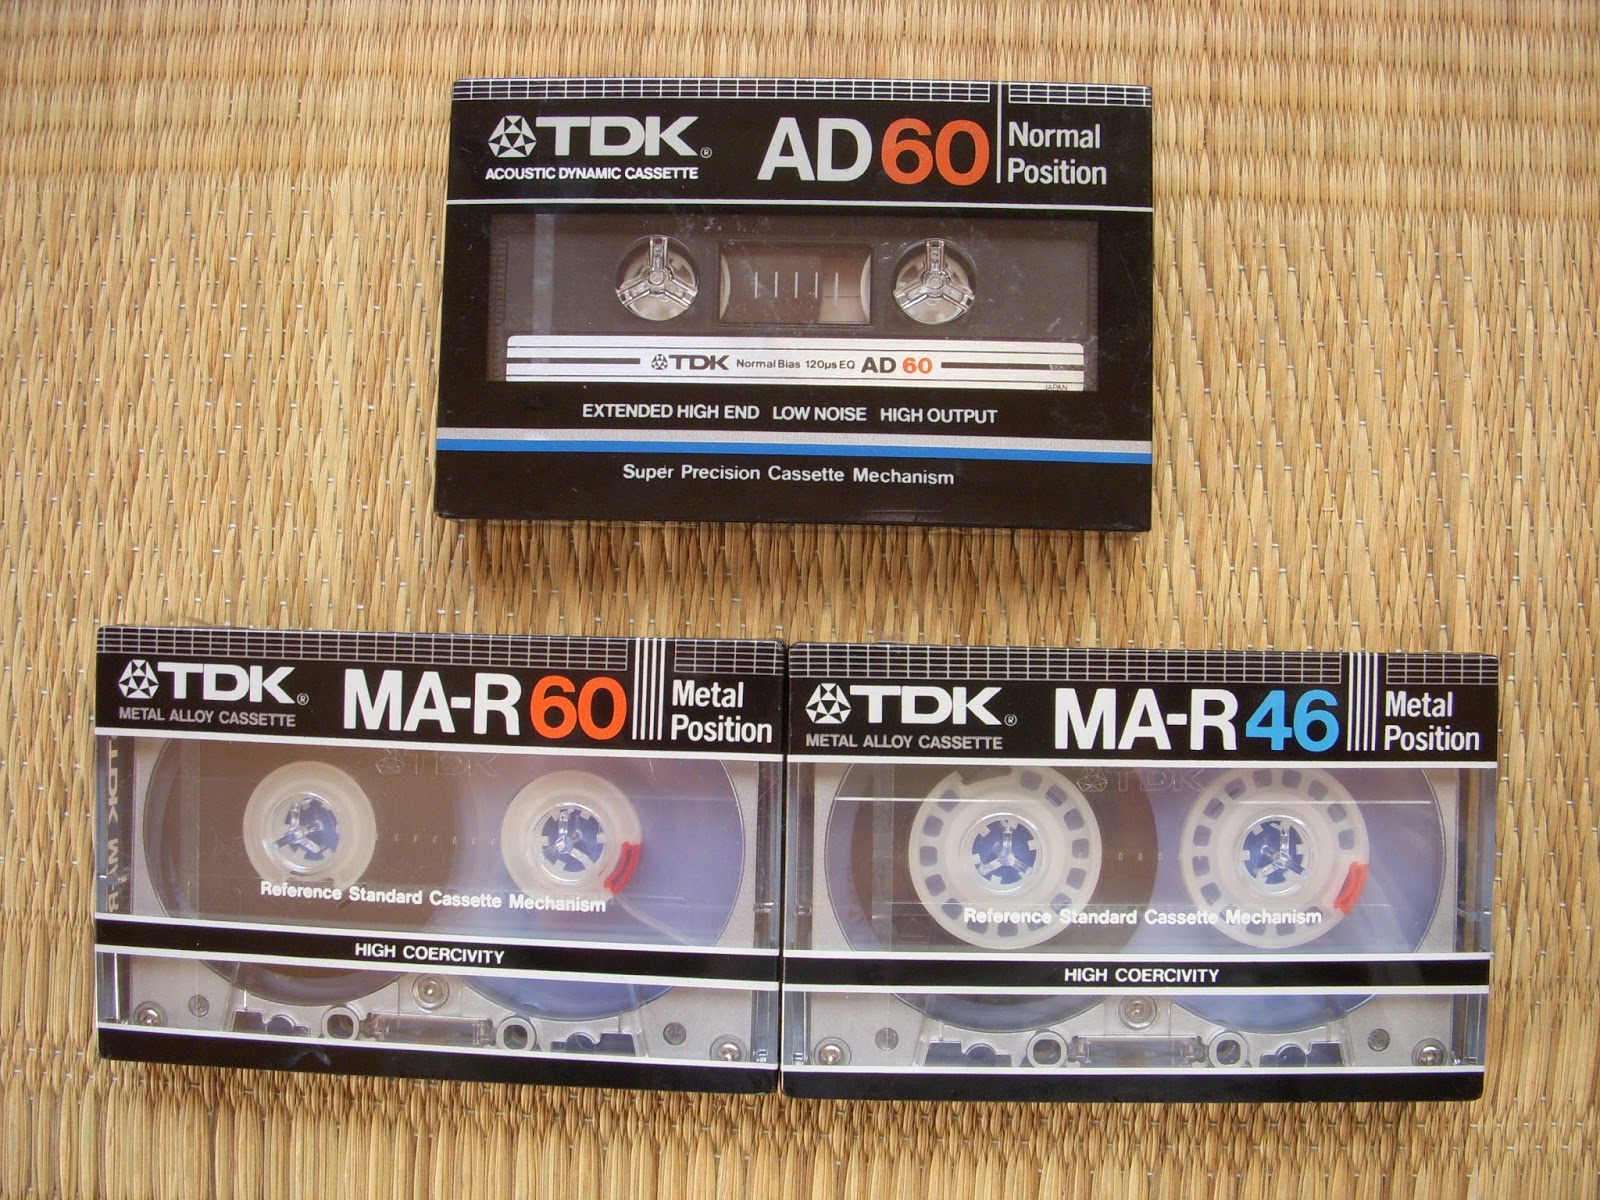 TDK® AD60 Normal Position
ACOUSTIC DYNAMIC CASSETTE
TDK Normal Bias 120µs EQ AD 60
JAPAN
EXTENDED HIGH END LOW NOISE HIGH OUTPUT
Super Precision Cassette Mechanism
TDK® MA-R60 Metal Position
METAL ALLOY CASSETTE
TDK
TDK MA-R
Reference Standard Cassette Mechanism
HIGH COERCIVITY
TDK® MA-R46 Metal Position
METAL ALLOY CASSETTE
TDK
Reference Standard Cassette Mechanism
HIGH COERCIVITY